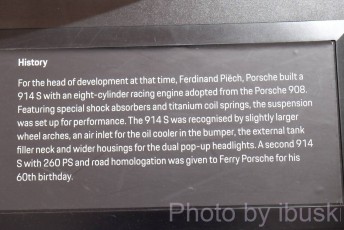 History
For the head of development at that time, Ferdinand Piëch, Porsche built a
914 S with an eight-cylinder racing engine adopted from the Porsche 908.
Featuring special shock absorbers and titanium coil springs, the suspension
was set up for performance. The 914 S was recognised by slightly larger
wheel arches, an air inlet for the oil cooler in the bumper, the external tank
filler neck and wider housings for the dual pop-up headlights. A second 914
S with 260 PS and road homologation was given to Ferry Porsche for his
60th birthday.
Photo by ibuski